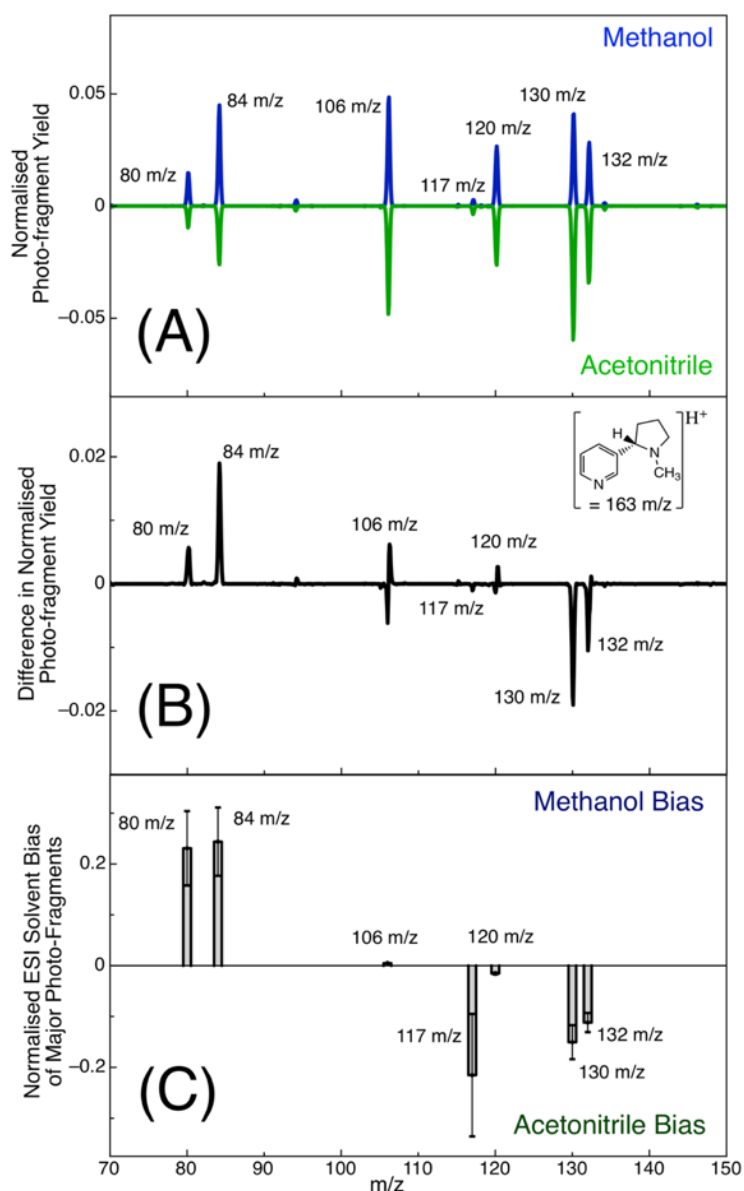 Methanol
Normalised
Photo-fragment Yield
0.05
0
−0.05
80 m/z
84 m/z
106 m/z
117 m/z
120 m/z
130 m/z
132 m/z
(A)
Acetonitrile
Difference in Normalised
Photo-fragment Yield
0.02
0
−0.02
80 m/z
84 m/z
106 m/z
117 m/z
120 m/z
130 m/z
132 m/z
H+
H
N
N
CH3
= 163 m/z
(B)
Normalised ESI Solvent Bias
of Major Photo-Fragments
0.2
0
−0.2
Methanol Bias
80 m/z
84 m/z
106 m/z
120 m/z
117 m/z
132 m/z
130 m/z
(C)
Acetonitrile Bias
70 80 90 100 110 120 130 140 150
m/z